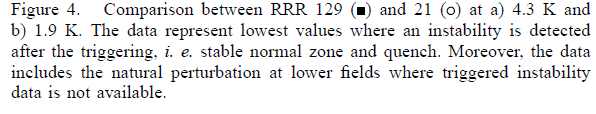 Figure 4. Comparison between RRR 129 (■) and 21 (o) at a) 4.3 K and
b) 1.9 K. The data represent lowest values where an instability is detected
after the triggering, i. e. stable normal zone and quench. Moreover, the data
includes the natural perturbation at lower fields where triggered instability
data is not available.